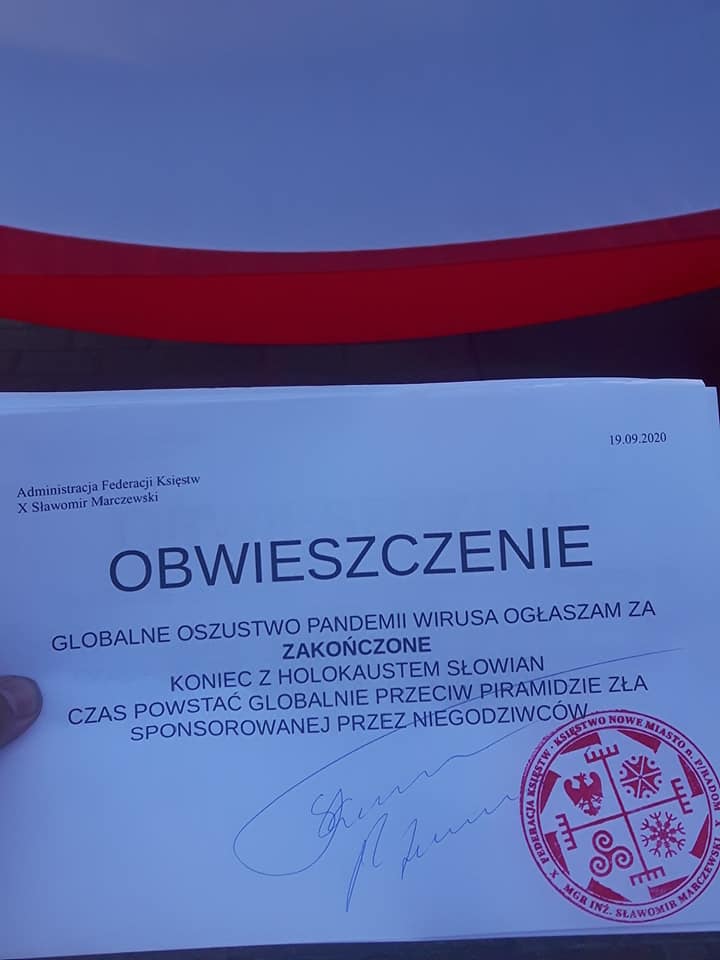 19.09.2020
Administracja Federacji Księstw
X Sławomir Marczewski
OBWIESZCZENIE
GLOBALNE OSZUSTWO PANDEMII WIRUSA OGŁASZAM ZA
ZAKOŃCZONE
KONIEC Z HOLOKAUSTEM SŁOWIAN
CZAS POWSTAĆ GLOBALNIE PRZECIW PIRAMIDZIE ZŁA
SPONSOROWANEJ PRZEZ NIEGODZIWCÓW
FEDERACJA KSIĘSTW · KSIĘSTWO NOWE MIASTO n. P/RADOM X
X MGR INŻ. SŁAWOMIR MARCZEWSKI